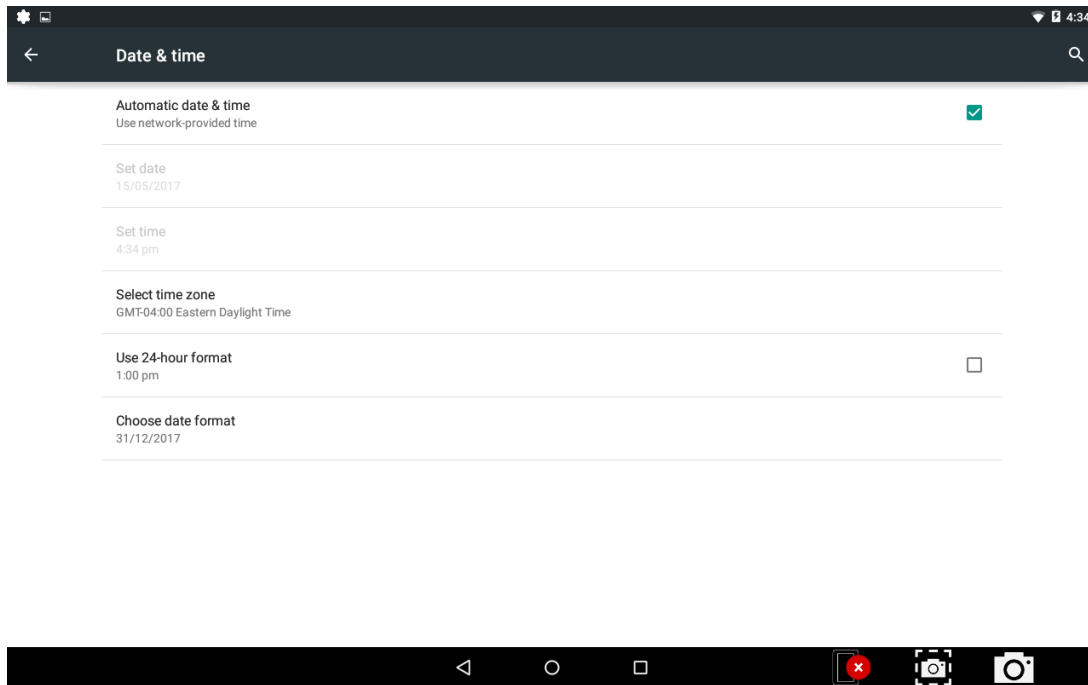 4:34
Date & time
Automatic date & time
Use network-provided time
Set date
15/05/2017
Set time
4:34 pm
Select time zone
GMT-04:00 Eastern Daylight Time
Use 24-hour format
1:00 pm
Choose date format
31/12/2017